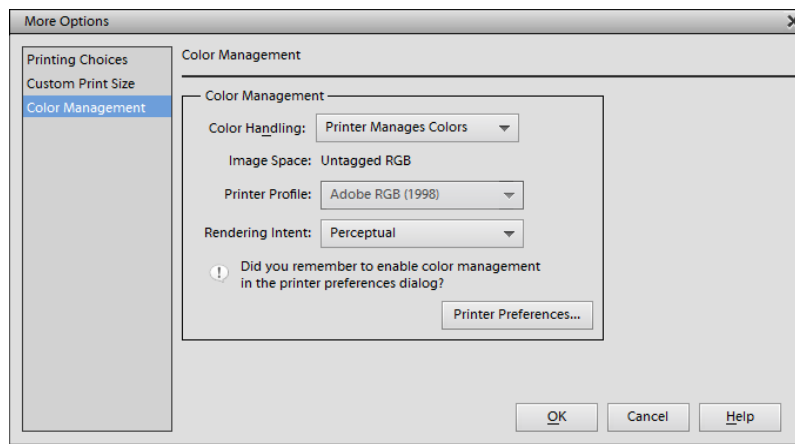 More Options
Printing Choices
Custom Print Size
Color Management
Color Management
Color Management
Color Handling: Printer Manages Colors
Image Space: Untagged RGB
Printer Profile: Adobe RGB (1998)
Rendering Intent: Perceptual
Did you remember to enable color management
in the printer preferences dialog?
Printer Preferences...
OK Cancel Help